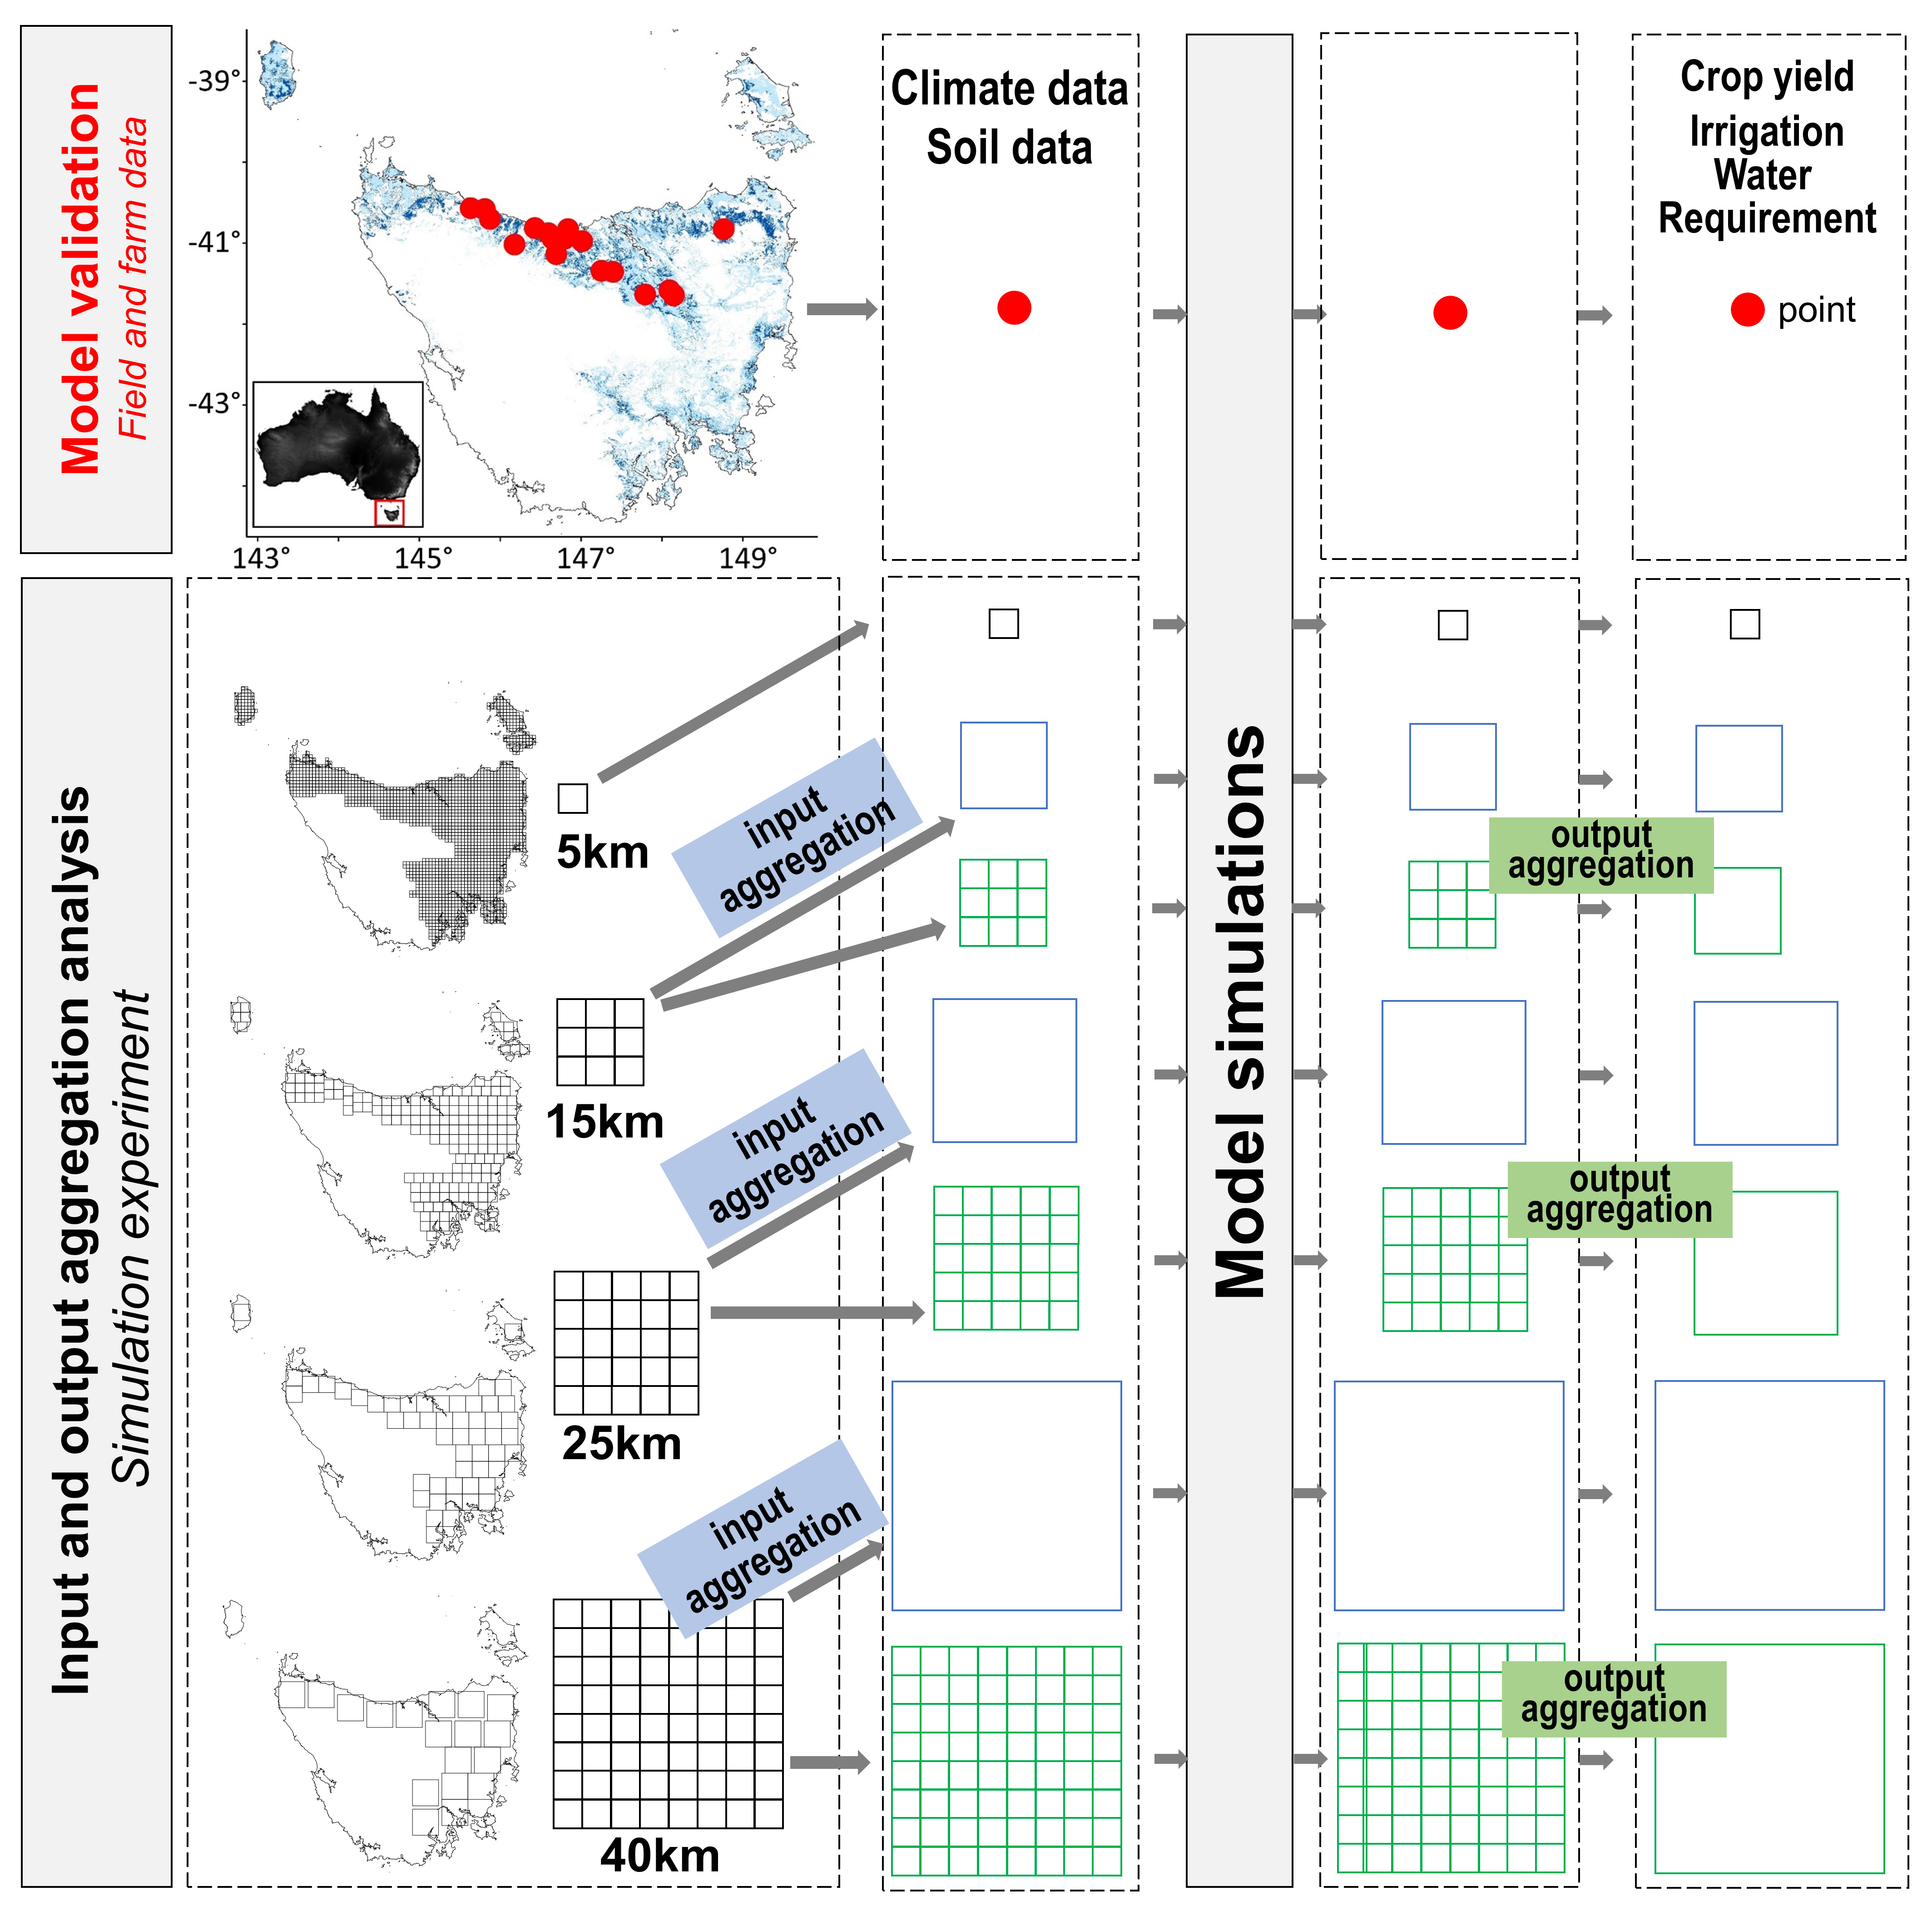 Model validation
Field and farm data
-39°
-41°
-43°
143°
145°
147°
149°
Climate data
Soil data
Crop yield
Irrigation
Water
Requirement
point
Input and output aggregation analysis
Simulation experiment
5km
15km
25km
40km
input
aggregation
input
aggregation
input
aggregation
Model simulations
output
aggregation
output
aggregation
output
aggregation